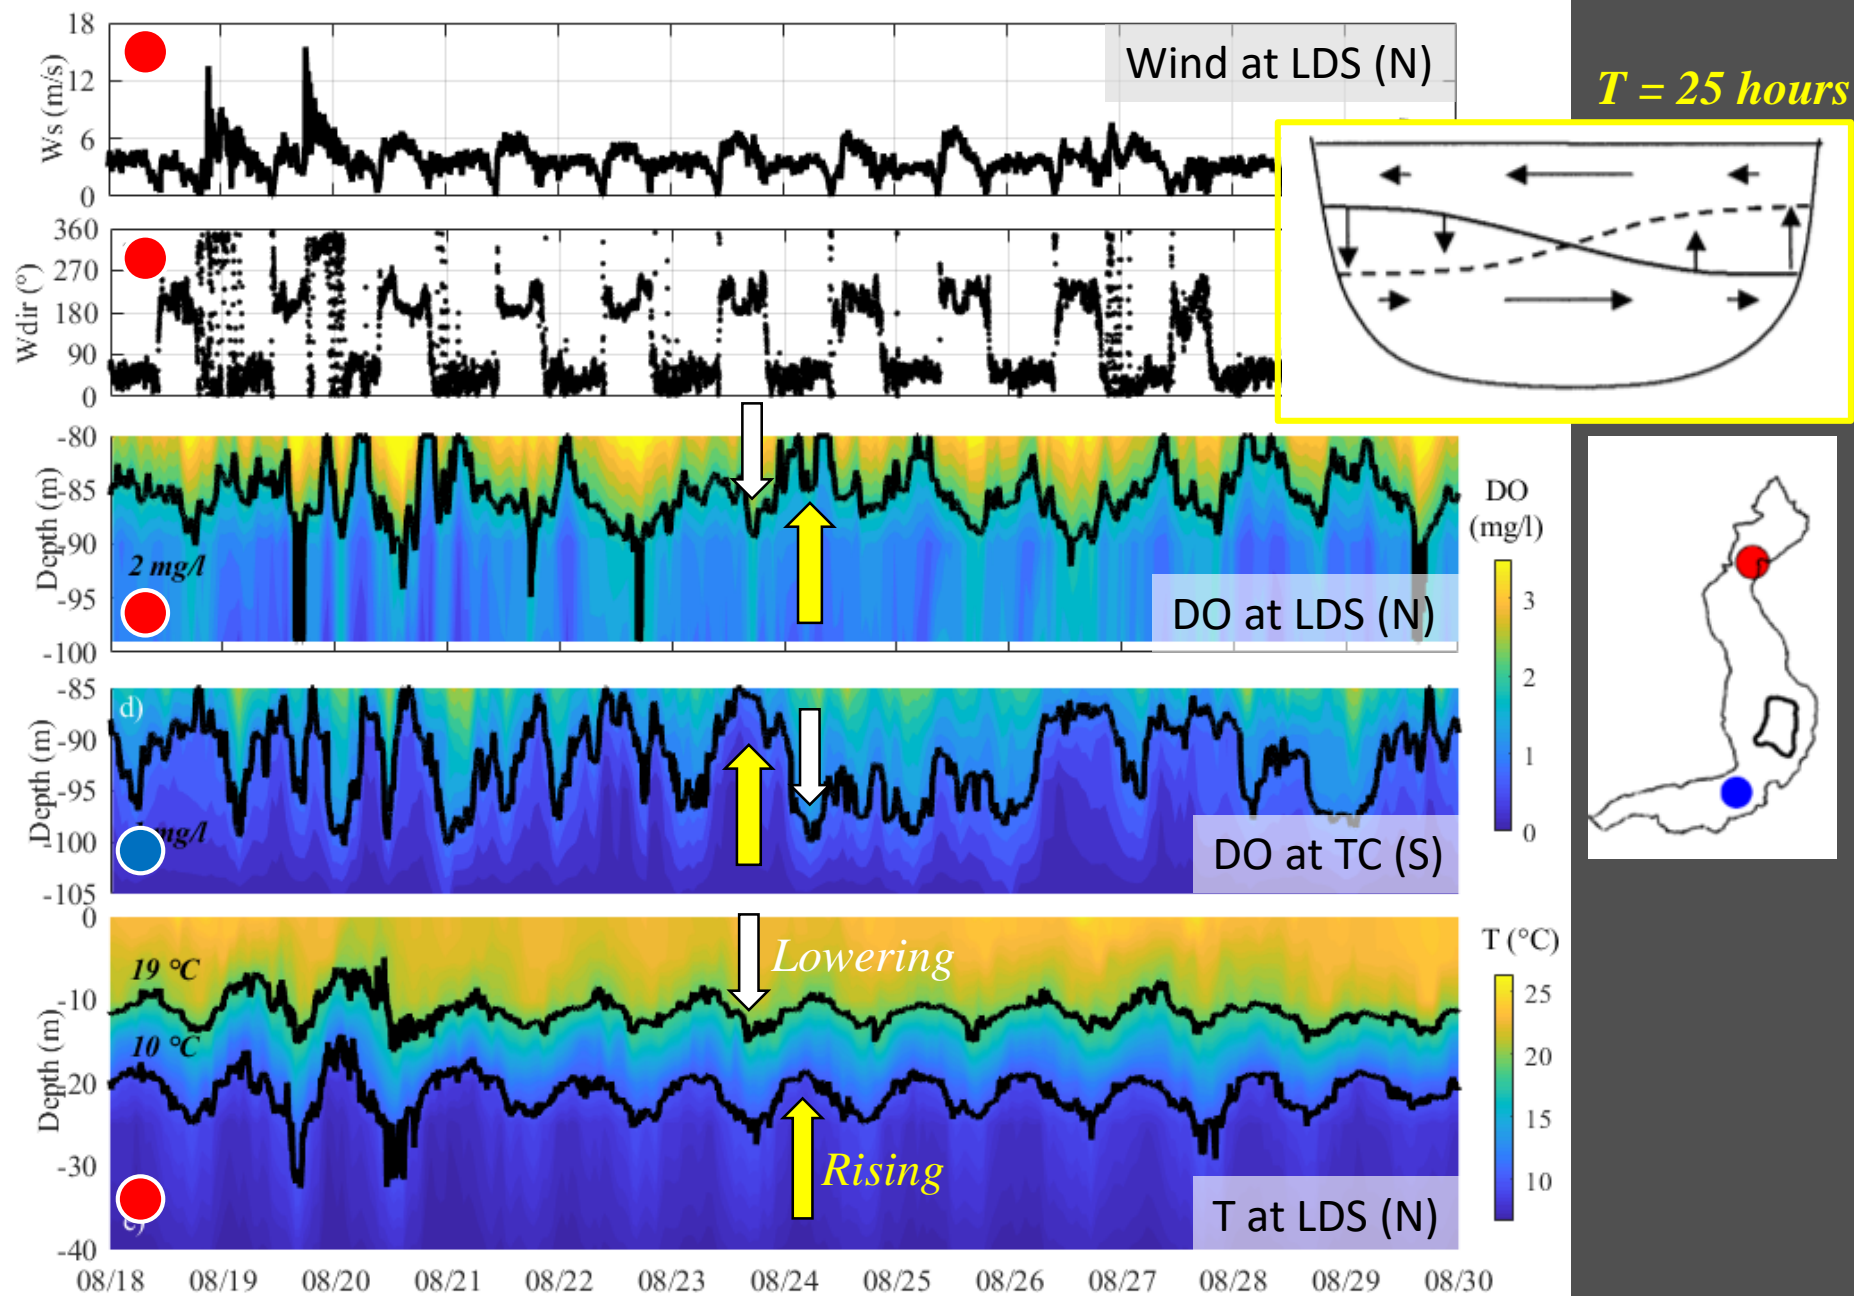 18
12
6
0
Ws (m/s)
Wind at LDS (N)
T = 25 hours
360
270
180
90
0
Wdir (°)
-80
-85
-90
-95
-100
Depth (m)
2 mg/l
DO at LDS (N)
DO
(mg/l)
3
2
1
0
-85
-90
-95
-100
-105
Depth (m)
d)
mg/l
DO at TC (S)
0
-10
-20
-30
-40
Depth (m)
19 °C
10 °C
Lowering
Rising
T at LDS (N)
T (°C)
25
20
15
10
08/18 08/19 08/20 08/21 08/22 08/23 08/24 08/25 08/26 08/27 08/28 08/29 08/30